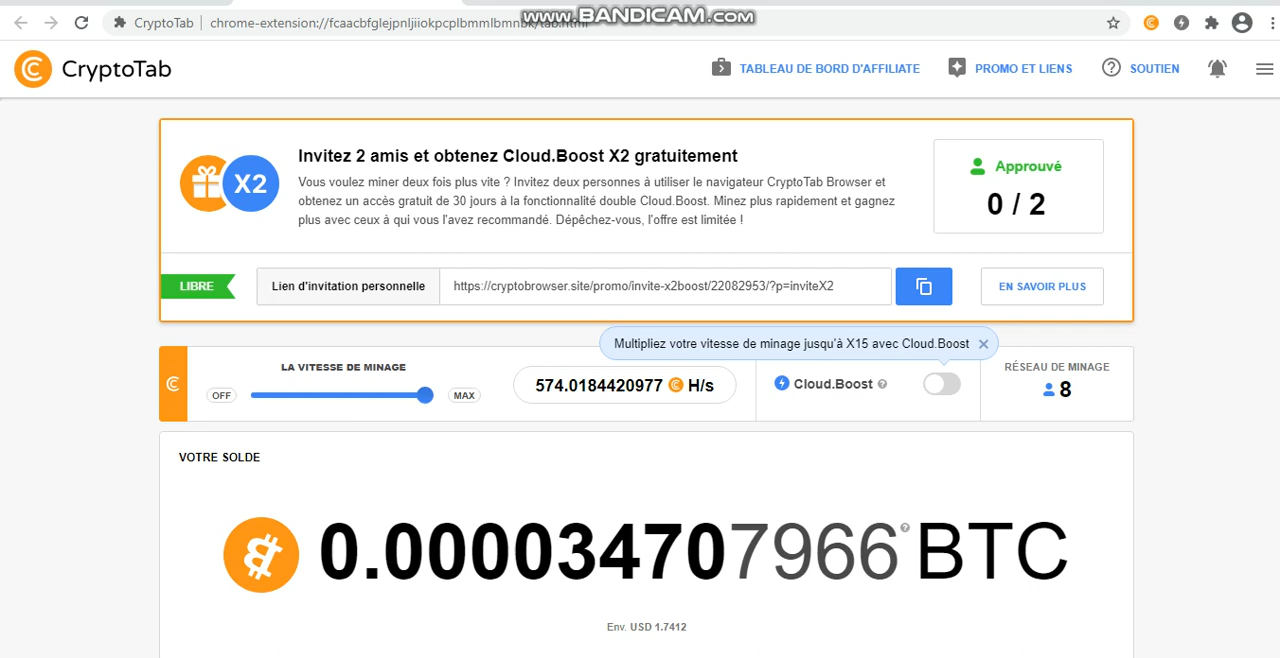 CryptoTab | chrome-extension://fcaacbfglejpnljiiokpcplbmmlbmnbk/tab.html
www.BANDICAM.com
CryptoTab
TABLEAU DE BORD D'AFFILIATE
PROMO ET LIENS
SOUTIEN
X2
Invitez 2 amis et obtenez Cloud.Boost X2 gratuitement
Vous voulez miner deux fois plus vite ? Invitez deux personnes à utiliser le navigateur CryptoTab Browser et
obtenez un accès gratuit de 30 jours à la fonctionnalité double Cloud.Boost. Minez plus rapidement et gagnez
plus avec ceux à qui vous l'avez recommandé. Dépêchez-vous, l'offre est limitée !
Approuvé
0 / 2
LIBRE
Lien d'invitation personnelle
https://cryptobrowser.site/promo/invite-x2boost/22082953/?p=inviteX2
EN SAVOIR PLUS
Multipliez votre vitesse de minage jusqu'à X15 avec Cloud.Boost
LA VITESSE DE MINAGE
OFF
MAX
574.0184420977 H/s
Cloud.Boost
RÉSEAU DE MINAGE
8
VOTRE SOLDE
0.000034707966 BTC
Env. USD 1.7412